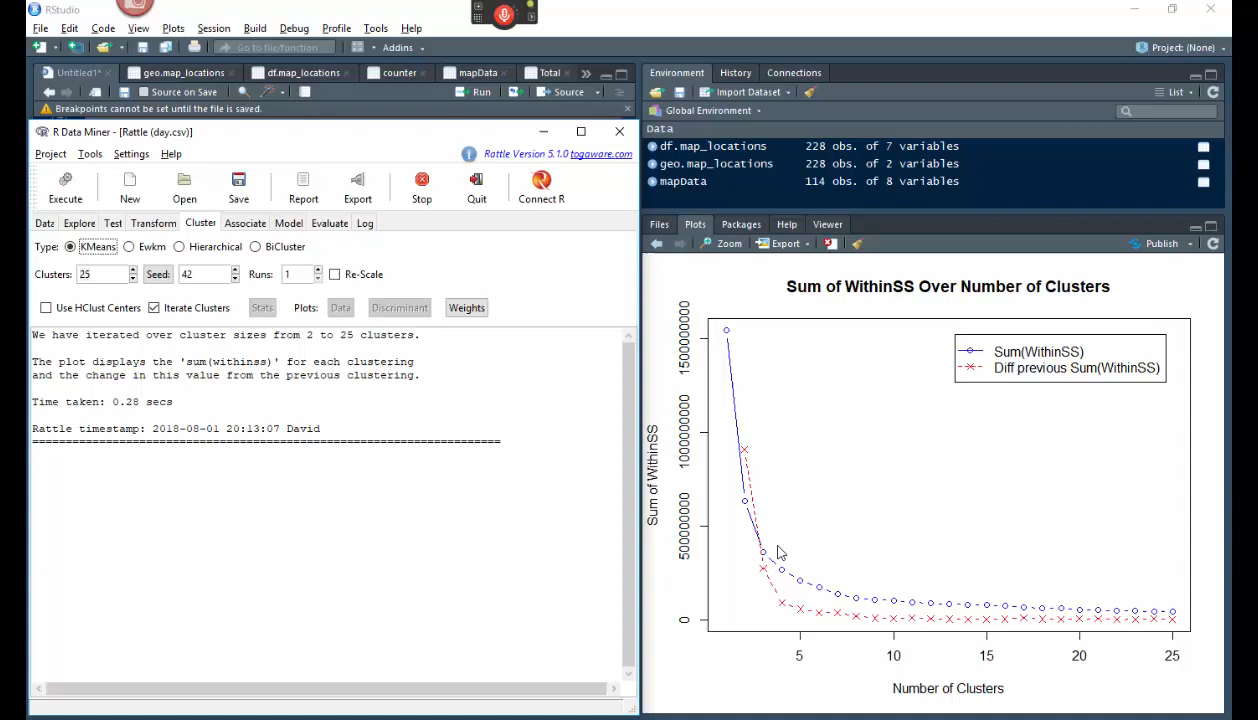 RStudio
File Edit Code View Plots Session Build Debug Profile Tools Help
Go to file/function Addins Project: (None)
Untitled1* geo.map_locations df.map_locations counter mapData Total
Source on Save Run Source
Breakpoints cannot be set until the file is saved.
R Data Miner - [Rattle (day.csv)]
Project Tools Settings Help Rattle Version 5.1.0 togaware.com
Execute New Open Save Report Export Stop Quit Connect R
Data Explore Test Transform Cluster Associate Model Evaluate Log
Type: KMeans Ewkm Hierarchical BiCluster
Clusters: 25 Seed: 42 Runs: 1 Re-Scale
Use HClust Centers Iterate Clusters Stats Plots: Data Discriminant Weights
We have iterated over cluster sizes from 2 to 25 clusters.
The plot displays the 'sum(withinss)' for each clustering
and the change in this value from the previous clustering.
Time taken: 0.28 secs
Rattle timestamp: 2018-08-01 20:13:07 David
======================================================================
Environment History Connections
Import Dataset List
Global Environment
Data
df.map_locations 228 obs. of 7 variables
geo.map_locations 228 obs. of 2 variables
mapData 114 obs. of 8 variables
Files Plots Packages Help Viewer
Zoom Export Publish
Sum of WithinSS Over Number of Clusters
Sum(WithinSS)
Diff previous Sum(WithinSS)
Sum of WithinSS
0 5 10 15 20 25
Number of Clusters